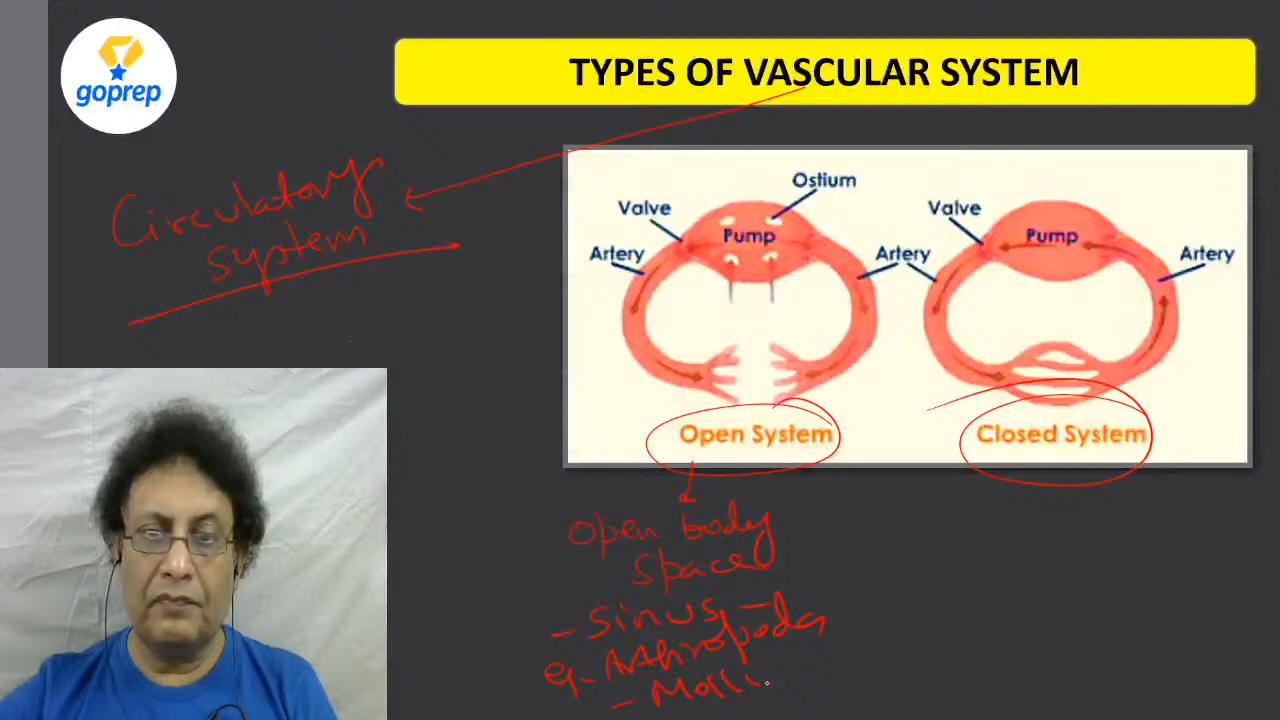 goprep
TYPES OF VASCULAR SYSTEM
Circulatory
system
Ostium
Valve
Pump
Artery
Artery
Open System
Valve
Pump
Artery
Closed System
Open body
space
- Sinus, -
eg - Arthropoda
- Moll